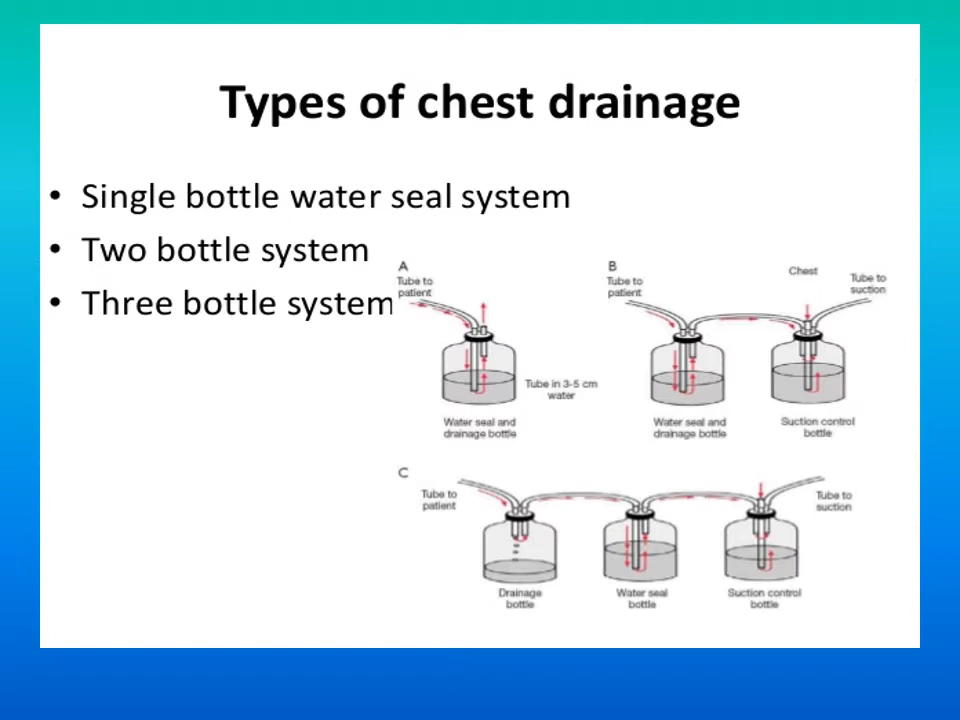 Types of chest drainage
• Single bottle water seal system
• Two bottle system
• Three bottle system
A
Tube to
patient
Tube in 3-5 cm
water
Water seal and
drainage bottle
B
Tube to
patient
Chest
Tube to
suction
Water seal and
drainage bottle
Suction control
bottle
C
Tube to
patient
Tube to
suction
Drainage
bottle
Water seal
bottle
Suction control
bottle